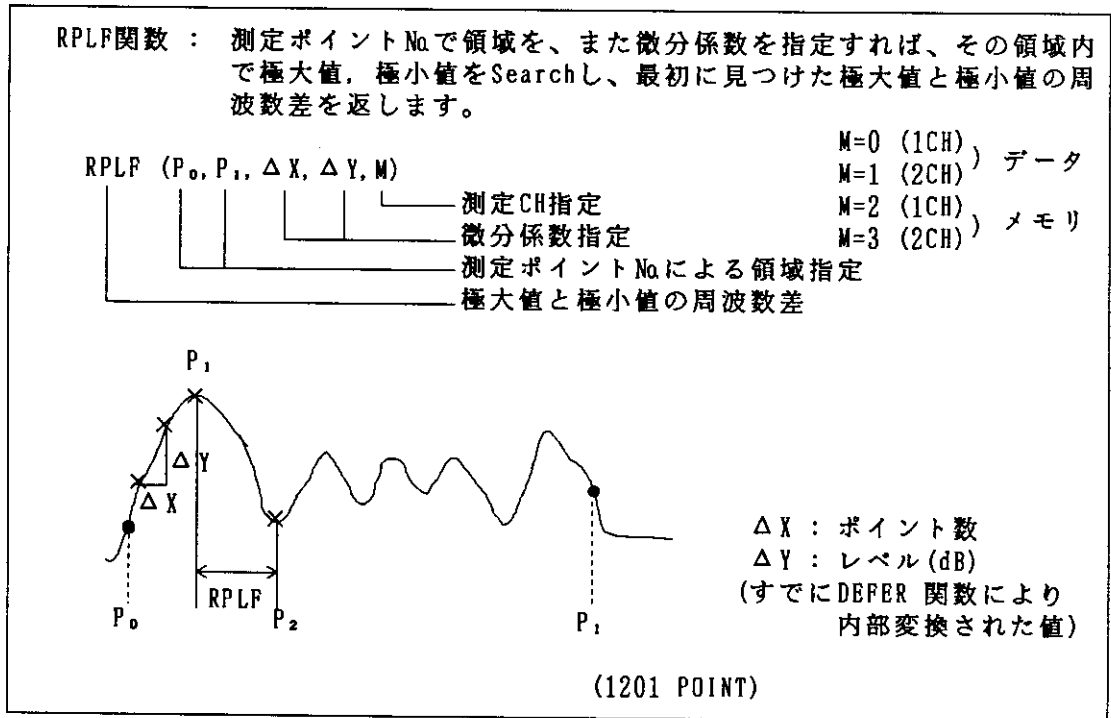 RPLF関数 : 測定ポイント№で領域を、また微分係数を指定すれば、その領域内
で極大値, 極小値をSearchし、最初に見つけた極大値と極小値の周
波数差を返します。
RPLF (P₀, P₁, ΔX, ΔY, M)
M=0 (1CH)
M=1 (2CH)
) データ
M=2 (1CH)
M=3 (2CH)
) メモリ
測定CH指定
微分係数指定
測定ポイント№による領域指定
極大値と極小値の周波数差
P₁
ΔY
ΔX
RPLF
P₀
P₂
P₁
ΔX : ポイント数
ΔY : レベル(dB)
(すでにDEFER 関数により
内部変換された値)
(1201 POINT)